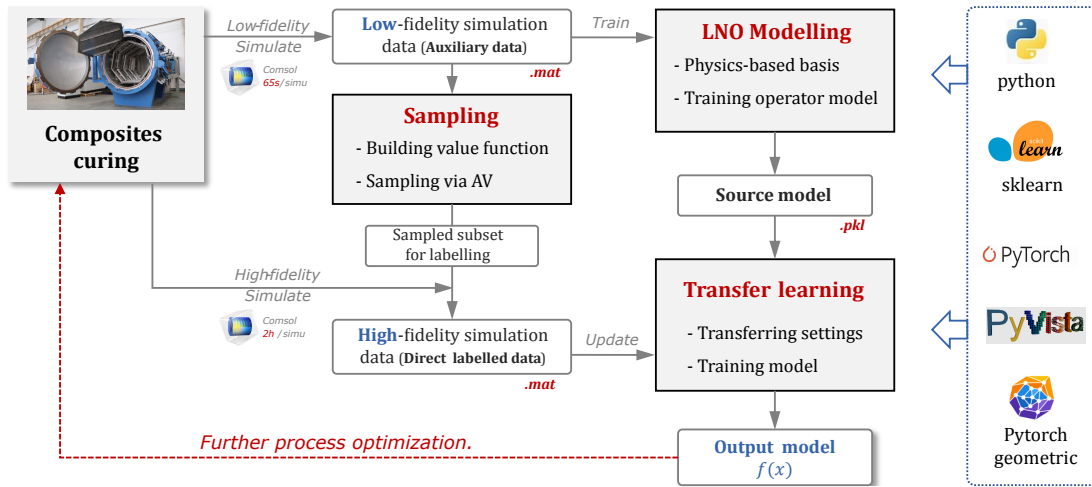 Composites
curing
Low-fidelity
Simulate
Comsol
65s/simu
Low-fidelity simulation
data (Auxiliary data)
.mat
Train
LNO Modelling
- Physics-based basis
- Training operator model
Sampling
- Building value function
- Sampling via AV
Source model
.pkl
Sampled subset
for labelling
High-fidelity
Simulate
Comsol
2h /simu
High-fidelity simulation
data (Direct labelled data)
.mat
Update
Transfer learning
- Transferring settings
- Training model
Further process optimization.
Output model
f(x)
python
scikit
learn
sklearn
PyTorch
PyVista
Pytorch
geometric